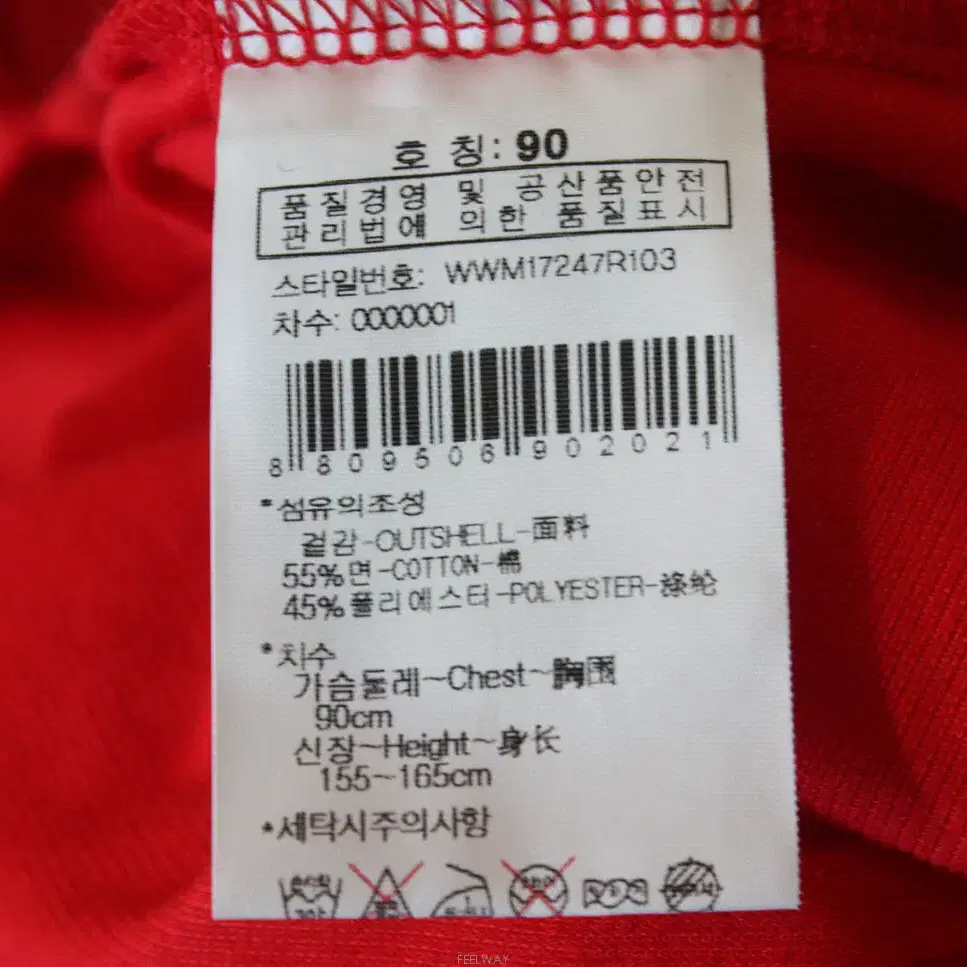 호 칭: 90
품 질 경 영 및 공 산 품 안 전
관 리 법 에 의 한 품 질 표 시
스타일번호: WWM17247R103
차수: 0000001
8 809506 902021
*섬유의조성
겉감-OUTSHELL-面料
55%면-COTTON-棉
45%폴리에스터-POLYESTER-涤纶
*치수
가슴둘레~Chest~胸围
90cm
신장~Height~身长
155~165cm
*세탁시주의사항
FEELWAY